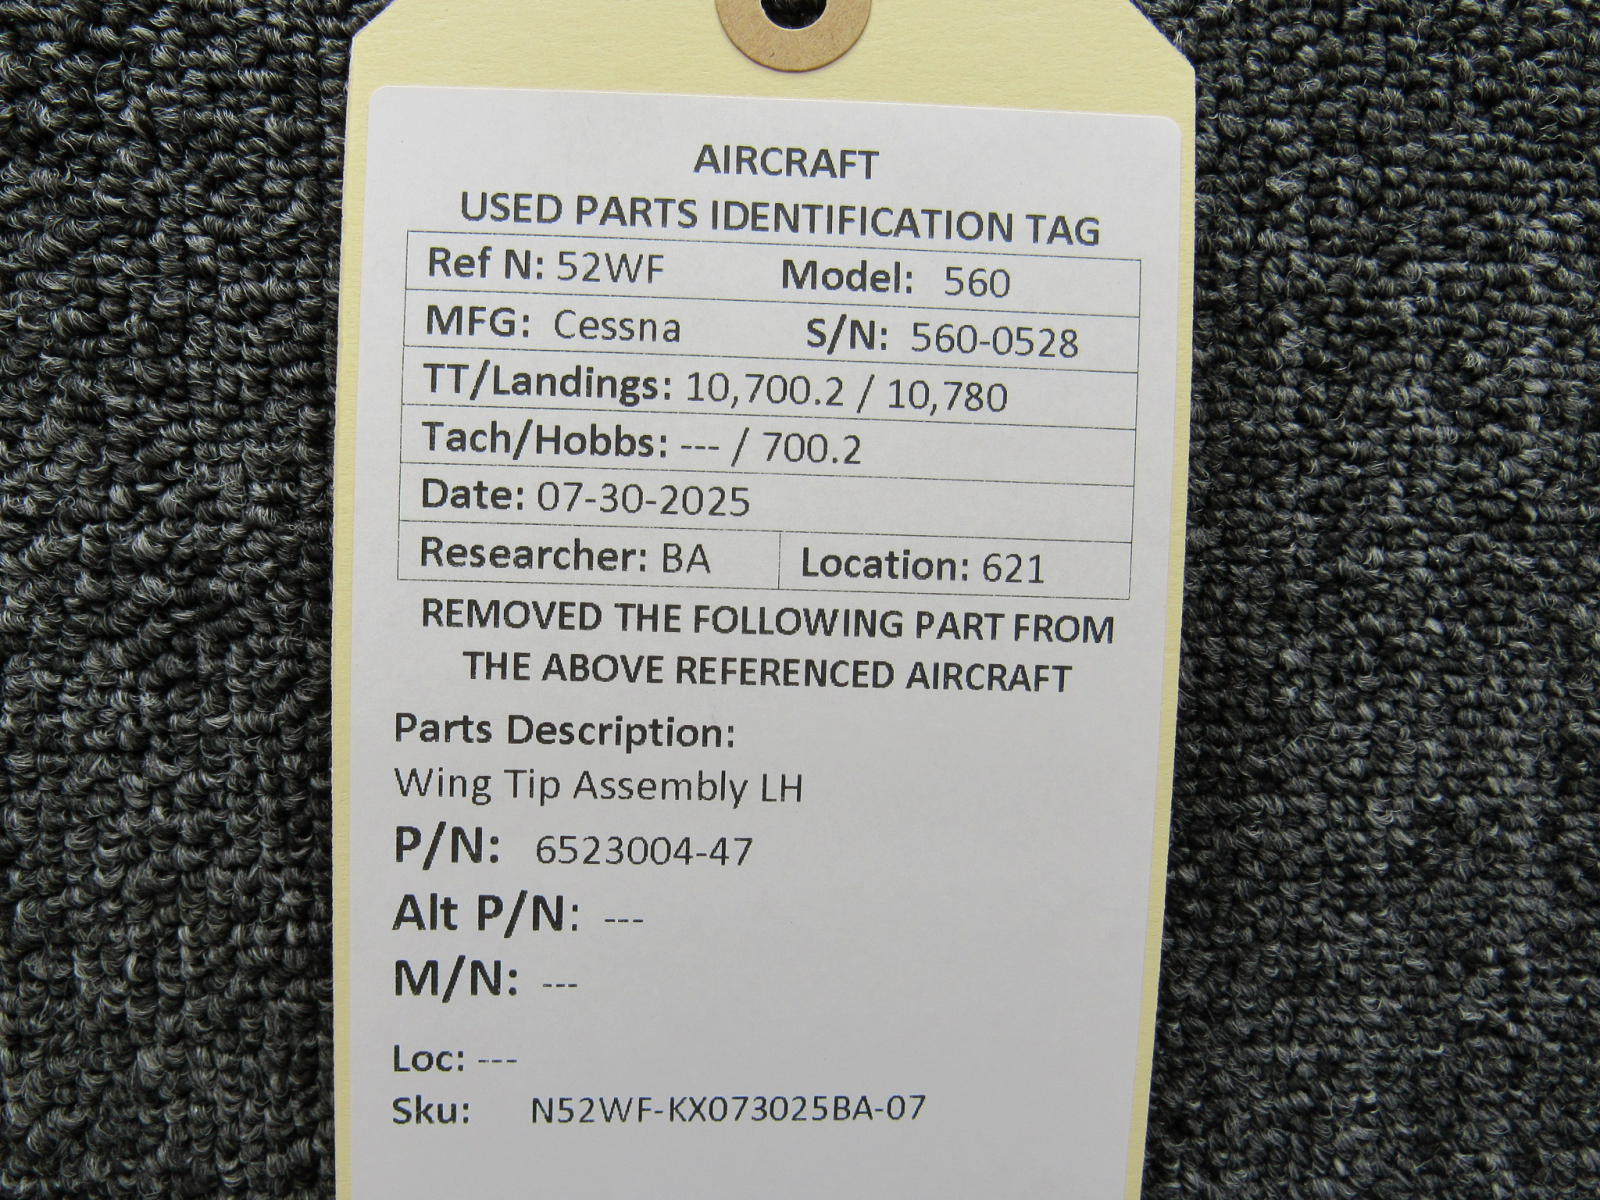 AIRCRAFT
USED PARTS IDENTIFICATION TAG
Ref N: 52WF Model: 560
MFG: Cessna S/N: 560-0528
TT/Landings: 10,700.2 / 10,780
Tach/Hobbs: --- / 700.2
Date: 07-30-2025
Researcher: BA Location: 621
REMOVED THE FOLLOWING PART FROM
THE ABOVE REFERENCED AIRCRAFT
Parts Description:
Wing Tip Assembly LH
P/N: 6523004-47
Alt P/N: ---
M/N: ---
Loc: ---
Sku: N52WF-KX073025BA-07